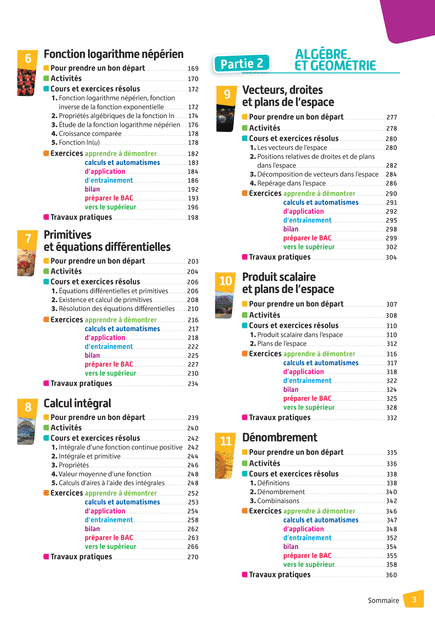 6
Fonction logarithme népérien
Pour prendre un bon départ 169
Activités 170
Cours et exercices résolus 172
1. Fonction logarithme népérien, fonction
inverse de la fonction exponentielle 172
2. Propriétés algébriques de la fonction ln 174
3. Étude de la fonction logarithme népérien 176
4. Croissance comparée 178
5. Fonction ln(u) 178
Exercices apprendre à démontrer 182
calculs et automatismes 183
d'application 184
d'entraînement 186
bilan 192
préparer le BAC 193
vers le supérieur 196
Travaux pratiques 198
7
Primitives
et équations différentielles
Pour prendre un bon départ 203
Activités 204
Cours et exercices résolus 206
1. Équations différentielles et primitives 206
2. Existence et calcul de primitives 208
3. Résolution des équations différentielles 210
Exercices apprendre à démontrer 216
calculs et automatismes 217
d'application 218
d'entraînement 222
bilan 225
préparer le BAC 227
vers le supérieur 230
Travaux pratiques 234
8
Calcul intégral
Pour prendre un bon départ 239
Activités 240
Cours et exercices résolus 242
1. Intégrale d'une fonction continue positive 242
2. Intégrale et primitive 244
3. Propriétés 246
4. Valeur moyenne d'une fonction 248
5. Calculs d'aires à l'aide des intégrales 248
Exercices apprendre à démontrer 252
calculs et automatismes 253
d'application 254
d'entraînement 258
bilan 262
préparer le BAC 263
vers le supérieur 266
Travaux pratiques 270
Partie 2
ALGÈBRE
ET GÉOMÉTRIE
9
Vecteurs, droites
et plans de l'espace
Pour prendre un bon départ 277
Activités 278
Cours et exercices résolus 280
1. Les vecteurs de l'espace 280
2. Positions relatives de droites et de plans
dans l'espace 282
3. Décomposition de vecteurs dans l'espace 284
4. Repérage dans l'espace 286
Exercices apprendre à démontrer 290
calculs et automatismes 291
d'application 292
d'entraînement 295
bilan 298
préparer le BAC 299
vers le supérieur 302
Travaux pratiques 304
10
Produit scalaire
et plans de l'espace
Pour prendre un bon départ 307
Activités 308
Cours et exercices résolus 310
1. Produit scalaire dans l'espace 310
2. Plans de l'espace 312
Exercices apprendre à démontrer 316
calculs et automatismes 317
d'application 318
d'entraînement 322
bilan 324
préparer le BAC 325
vers le supérieur 328
Travaux pratiques 332
11
Dénombrement
Pour prendre un bon départ 335
Activités 336
Cours et exercices résolus 338
1. Définitions 338
2. Dénombrement 340
3. Combinaisons 342
Exercices apprendre à démontrer 346
calculs et automatismes 347
d'application 348
d'entraînement 352
bilan 354
préparer le BAC 355
vers le supérieur 358
Travaux pratiques 360
Sommaire 3